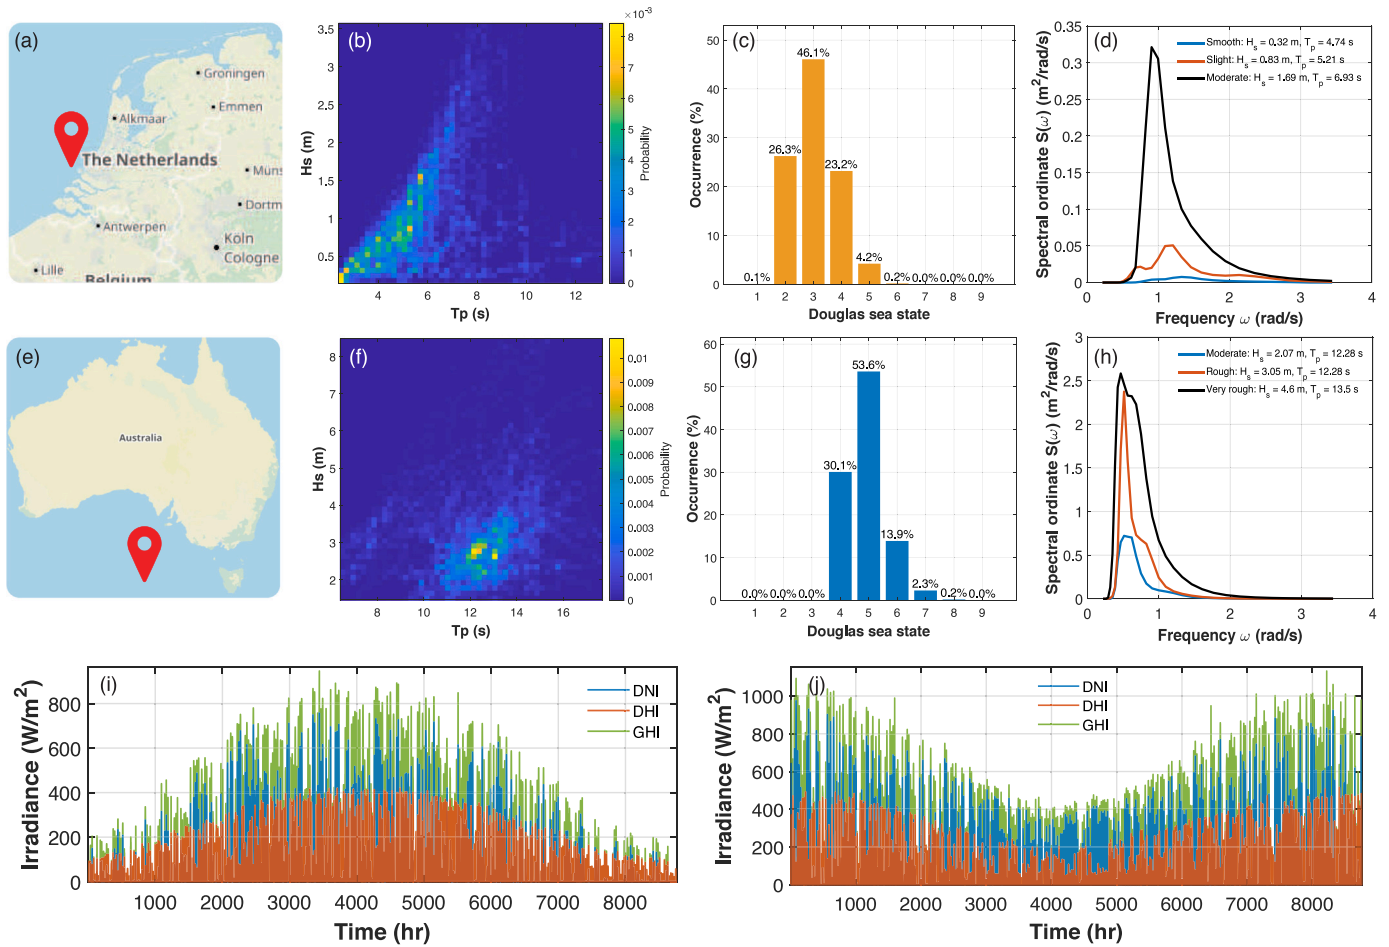 (a)
Groningen
Emmen
Alkmaar
The Netherlands
Müns
Dortm
Antwerpen
Köln
Cologne
Lille
Belgium
(b)
×10⁻³
3.5
3
2.5
2
1.5
1
0.5
Hs (m)
4 6 8 10 12
Tp (s)
8
7
6
5
4
3
2
1
0
Probability
(c)
50
40
30
20
10
0
Occurrence (%)
0.1% 26.3% 46.1% 23.2% 4.2% 0.2% 0.0% 0.0% 0.0%
1 2 3 4 5 6 7 8 9
Douglas sea state
(d)
Smooth: Hs = 0.32 m, Tp = 4.74 s
Slight: Hs = 0.83 m, Tp = 5.21 s
Moderate: Hs = 1.69 m, Tp = 6.93 s
0.35
0.3
0.25
0.2
0.15
0.1
0.05
0
Spectral ordinate S(ω) (m²/rad/s)
0 1 2 3 4
Frequency ω (rad/s)
(e)
Australia
(f)
8
7
6
5
4
3
2
Hs (m)
8 10 12 14 16
Tp (s)
0.01
0.009
0.008
0.007
0.006
0.005
0.004
0.003
0.002
0.001
0
Probability
(g)
60
50
40
30
20
10
0
Occurrence (%)
0.0% 0.0% 0.0% 30.1% 53.6% 13.9% 2.3% 0.2% 0.0%
1 2 3 4 5 6 7 8 9
Douglas sea state
(h)
Moderate: Hs = 2.07 m, Tp = 12.28 s
Rough: Hs = 3.05 m, Tp = 12.28 s
Very rough: Hs = 4.6 m, Tp = 13.5 s
3
2.5
2
1.5
1
0.5
0
Spectral ordinate S(ω) (m²/rad/s)
0 1 2 3 4
Frequency ω (rad/s)
(i)
DNI
DHI
GHI
800
600
400
200
0
Irradiance (W/m²)
1000 2000 3000 4000 5000 6000 7000 8000
Time (hr)
(j)
DNI
DHI
GHI
1000
800
600
400
200
0
Irradiance (W/m²)
1000 2000 3000 4000 5000 6000 7000 8000
Time (hr)